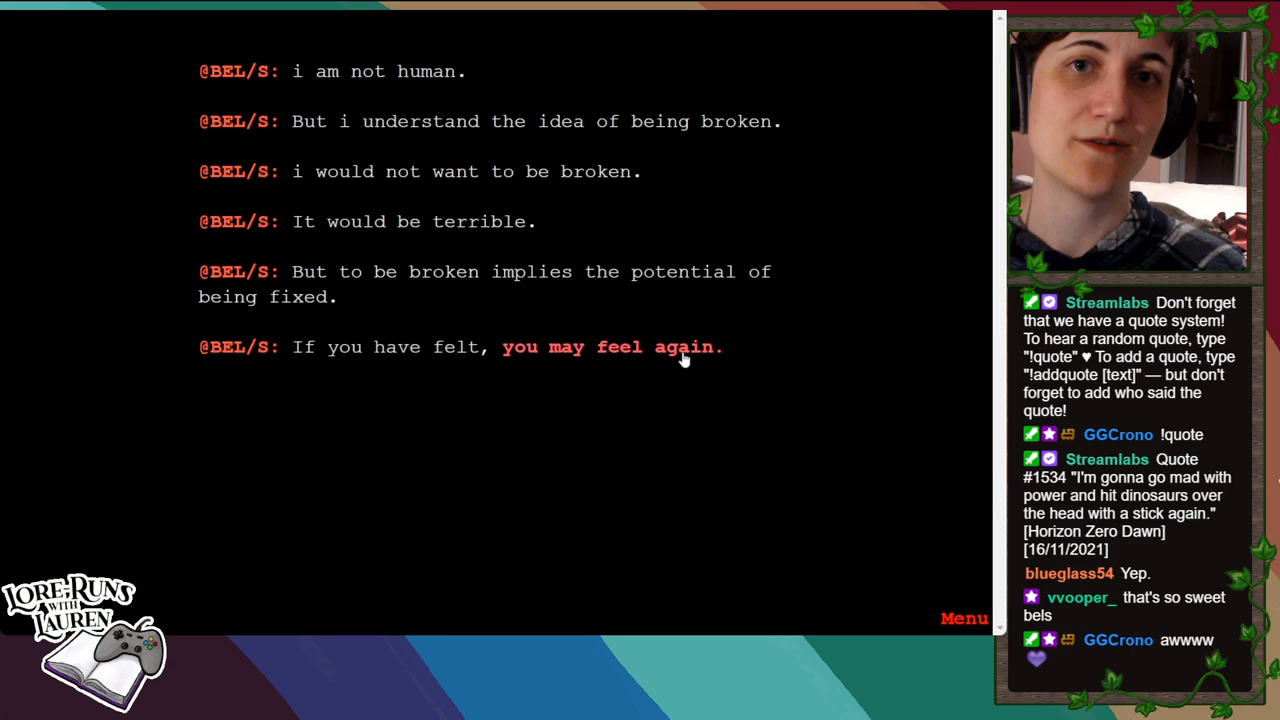 @BEL/S: i am not human.
@BEL/S: But i understand the idea of being broken.
@BEL/S: i would not want to be broken.
@BEL/S: It would be terrible.
@BEL/S: But to be broken implies the potential of
being fixed.
@BEL/S: If you have felt, you may feel again.
Menu
LORE-RUNS
WITH
LAUREN
Streamlabs Don't forget
that we have a quote system!
To hear a random quote, type
"!quote" ♥ To add a quote, type
"!addquote [text]" — but don't
forget to add who said the
quote!
GGCrono !quote
Streamlabs Quote
#1534 "I'm gonna go mad with
power and hit dinosaurs over
the head with a stick again."
[Horizon Zero Dawn]
[16/11/2021]
blueglass54 Yep.
vvooper_ that's so sweet
bels
GGCrono awwww